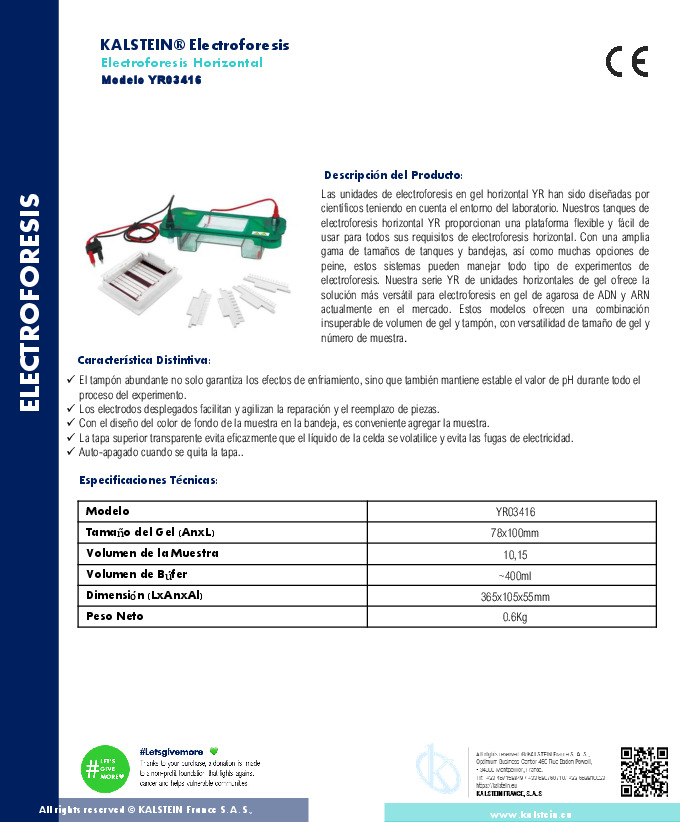 KALSTEIN® Electroforesis
Electroforesis Horizontal
Modelo YR03416
CE
ELECTROFORESIS
Descripción del Producto:
Las unidades de electroforesis en gel horizontal YR han sido diseñadas por
científicos teniendo en cuenta el entorno del laboratorio. Nuestros tanques de
electroforesis horizontal YR proporcionan una plataforma flexible y fácil de
usar para todos sus requisitos de electroforesis horizontal. Con una amplia
gama de tamaños de tanques y bandejas, así como muchas opciones de
peine, estos sistemas pueden manejar todo tipo de experimentos de
electroforesis. Nuestra serie YR de unidades horizontales de gel ofrece la
solución más versátil para electroforesis en gel de agarosa de ADN y ARN
actualmente en el mercado. Estos modelos ofrecen una combinación
insuperable de volumen de gel y tampón, con versatilidad de tamaño de gel y
número de muestra.
Característica Distintiva:
✓ El tampón abundante no solo garantiza los efectos de enfriamiento, sino que también mantiene estable el valor de pH durante todo el
proceso del experimento.
✓ Los electrodos desplegados facilitan y agilizan la reparación y el reemplazo de piezas.
✓ Con el diseño del color de fondo de la muestra en la bandeja, es conveniente agregar la muestra.
✓ La tapa superior transparente evita eficazmente que el líquido de la celda se volatilice y evita las fugas de electricidad.
✓ Auto-apagado cuando se quita la tapa..
Especificaciones Técnicas:
Modelo YR03416
Tamaño del Gel (AnxL) 78x100mm
Volumen de la Muestra 10,15
Volumen de Búfer ~400ml
Dimensión (LxAnxAl) 365x105x55mm
Peso Neto 0.6Kg
# LET'S GIVE MORE
#Letsgivemore
Thanks to your purchase, a donation is made
to a non-profit foundation that fights against
cancer and helps vulnerable communities
All rights reserved ® KALSTEIN France S. A. S.,
Optimum Business Center 450 Rue Baden Powell,
34000 Montpellier, France.
https://kalstein.eu
KALSTEIN FRANCE, S. A. S
All rights reserved © KALSTEIN France S. A. S.,
www.kalstein.eu